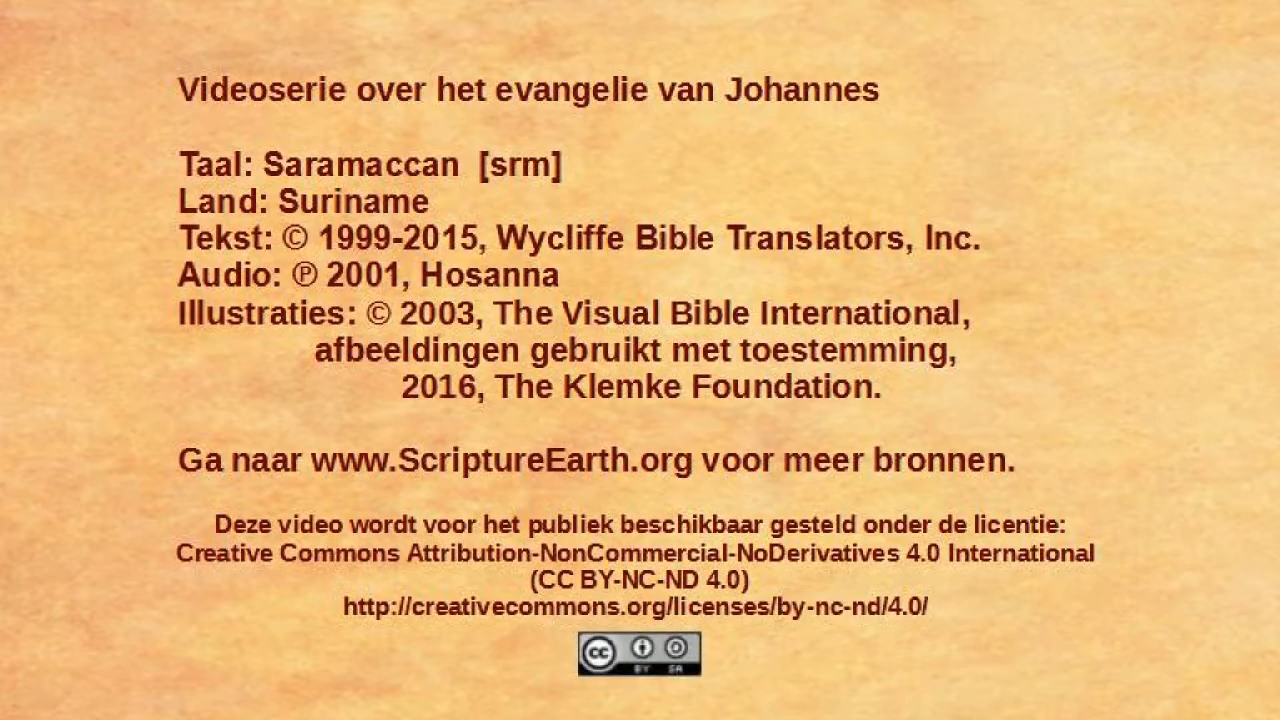 Videoserie over het evangelie van Johannes
Taal: Saramaccan [srm]
Land: Suriname
Tekst: © 1999-2015, Wycliffe Bible Translators, Inc.
Audio: ℗ 2001, Hosanna
Illustraties: © 2003, The Visual Bible International,
afbeeldingen gebruikt met toestemming,
2016, The Klemke Foundation.
Ga naar www.ScriptureEarth.org voor meer bronnen.
Deze video wordt voor het publiek beschikbaar gesteld onder de licentie:
Creative Commons Attribution-NonCommercial-NoDerivatives 4.0 International
(CC BY-NC-ND 4.0)
http://creativecommons.org/licenses/by-nc-nd/4.0/
cc BY SA